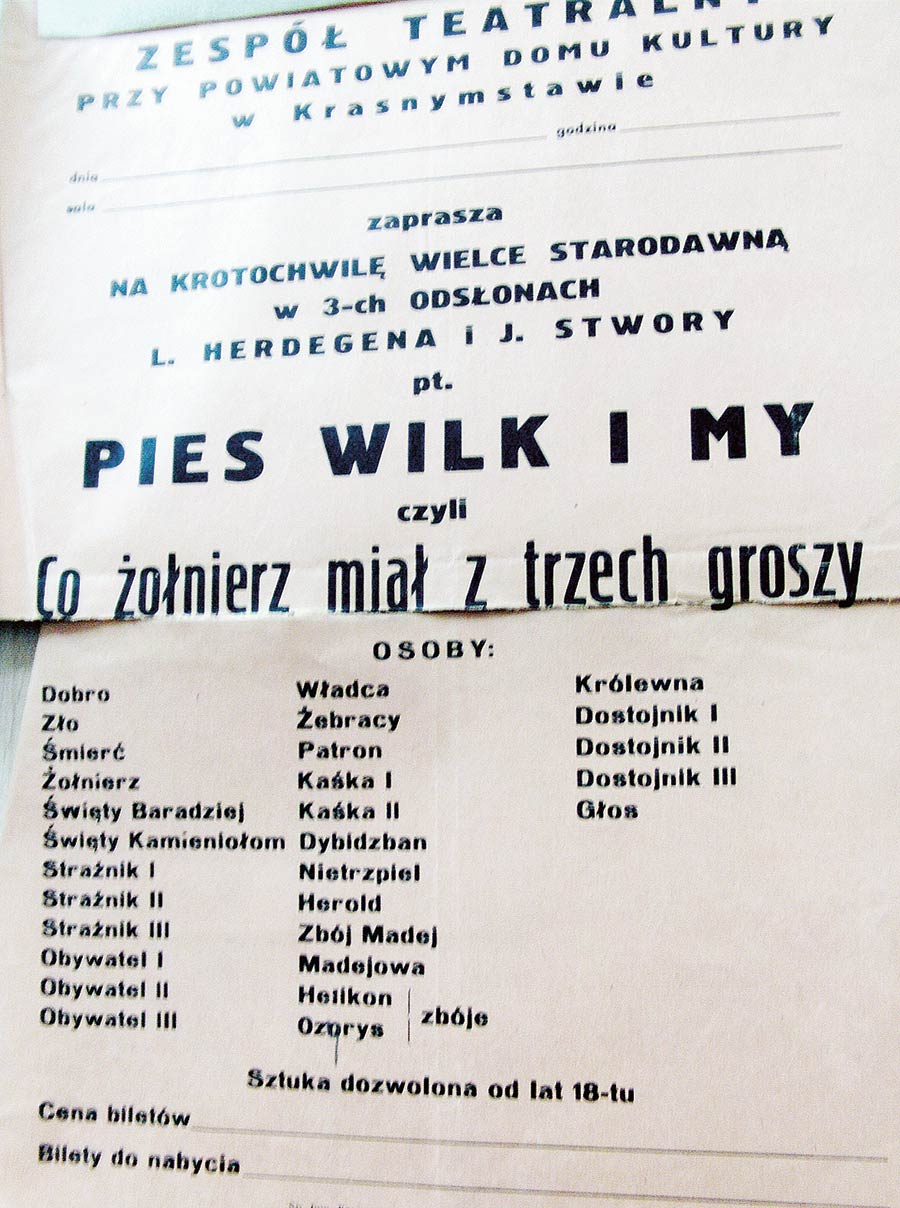 ZESPÓŁ TEATRALNY
PRZY POWIATOWYM DOMU KULTURY
w Krasnymstawie
dnia godzina
sala
zaprasza
NA KROTOCHWILĘ WIELCE STARODAWNĄ
w 3-ch ODSŁONACH
L. HERDEGENA i J. STWORY
pt.
PIES WILK I MY
czyli
Co żołnierz miał z trzech groszy
OSOBY:
Dobro
Zło
Śmierć
Żołnierz
Święty Baradziej
Święty Kamieniołom
Strażnik I
Strażnik II
Strażnik III
Obywatel I
Obywatel II
Obywatel III
Władca
Żebracy
Patron
Kaśka I
Kaśka II
Dybidzban
Nietrzpiel
Herold
Zbój Madej
Madejowa
Helikon
Ozorys
zbóje
Królewna
Dostojnik I
Dostojnik II
Dostojnik III
Głos
Sztuka dozwolona od lat 18-tu
Cena biletów
Bilety do nabycia